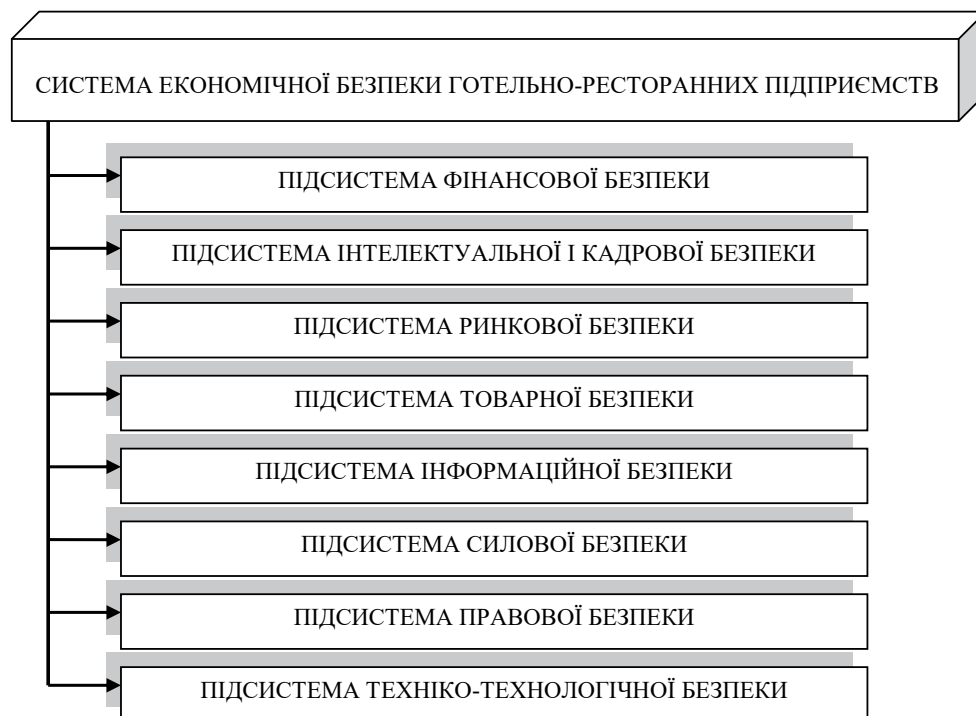 СИСТЕМА ЕКОНОМІЧНОЇ БЕЗПЕКИ ГОТЕЛЬНО-РЕСТОРАННИХ ПІДПРИЄМСТВ
ПІДСИСТЕМА ФІНАНСОВОЇ БЕЗПЕКИ
ПІДСИСТЕМА ІНТЕЛЕКТУАЛЬНОЇ І КАДРОВОЇ БЕЗПЕКИ
ПІДСИСТЕМА РИНКОВОЇ БЕЗПЕКИ
ПІДСИСТЕМА ТОВАРНОЇ БЕЗПЕКИ
ПІДСИСТЕМА ІНФОРМАЦІЙНОЇ БЕЗПЕКИ
ПІДСИСТЕМА СИЛОВОЇ БЕЗПЕКИ
ПІДСИСТЕМА ПРАВОВОЇ БЕЗПЕКИ
ПІДСИСТЕМА ТЕХНІКО-ТЕХНОЛОГІЧНОЇ БЕЗПЕКИ